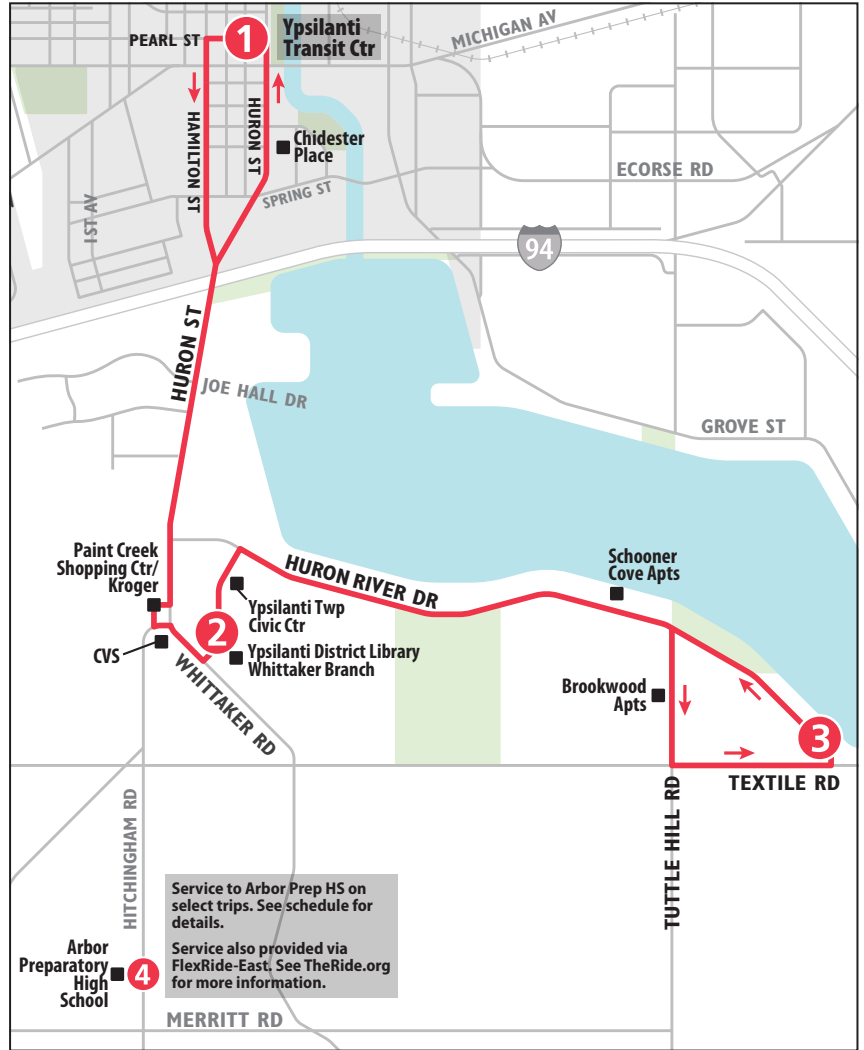 PEARL ST
1
Ypsilanti
Transit Ctr
MICHIGAN AV
HAMILTON ST
HURON ST
Chidester
Place
ECORSE RD
1ST AV
SPRING ST
94
HURON ST
JOE HALL DR
GROVE ST
Paint Creek
Shopping Ctr/
Kroger
HURON RIVER DR
Schooner
Cove Apts
Ypsilanti Twp
Civic Ctr
2
CVS
Ypsilanti District Library
Whittaker Branch
WHITTAKER RD
Brookwood
Apts
3
TEXTILE RD
HITCHINGHAM RD
TUTTLE HILL RD
Service to Arbor Prep HS on
select trips. See schedule for
details.
Service also provided via
FlexRide-East. See TheRide.org
for more information.
Arbor
Preparatory
High
School
4
MERRITT RD